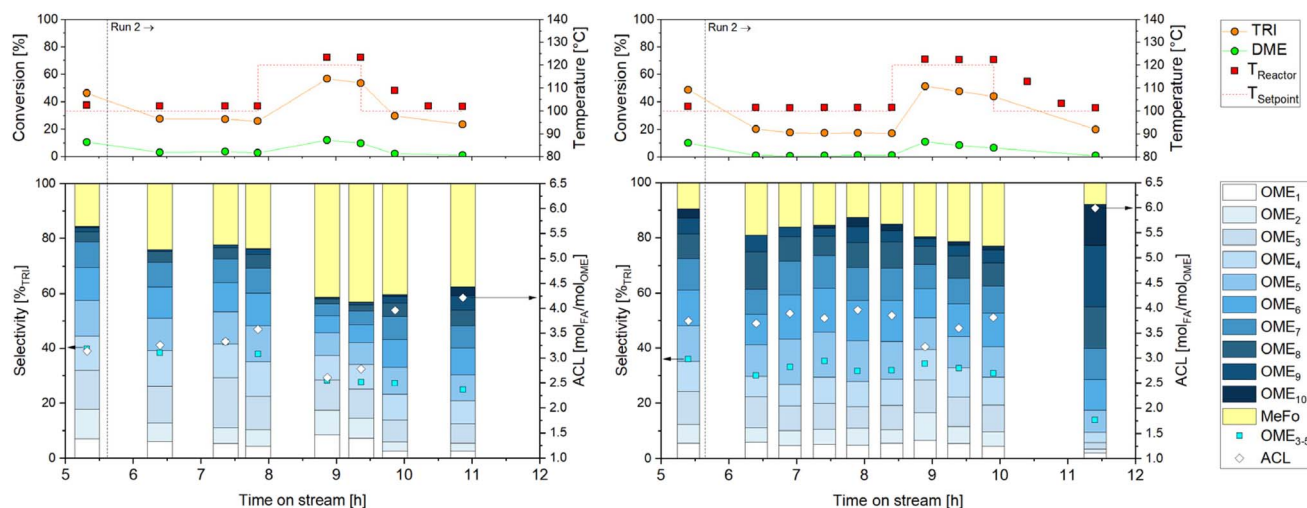 Run 2 →
Conversion [%]
100
80
60
40
20
0
140
130
120
110
100
90
80
Temperature [°C]
Selectivity [%TRI]
100
80
60
40
20
0
6.5
6.0
5.5
5.0
4.5
4.0
3.5
3.0
2.5
2.0
1.5
1.0
ACL [molFA/molOME]
5 6 7 8 9 10 11 12
Time on stream [h]
Run 2 →
Conversion [%]
100
80
60
40
20
0
140
130
120
110
100
90
80
Temperature [°C]
Selectivity [%TRI]
100
80
60
40
20
0
6.5
6.0
5.5
5.0
4.5
4.0
3.5
3.0
2.5
2.0
1.5
1.0
ACL [molFA/molOME]
5 6 7 8 9 10 11 12
Time on stream [h]
TRI
DME
TReactor
TSetpoint
OME1
OME2
OME3
OME4
OME5
OME6
OME7
OME8
OME9
OME10
MeFo
OME3-5
ACL